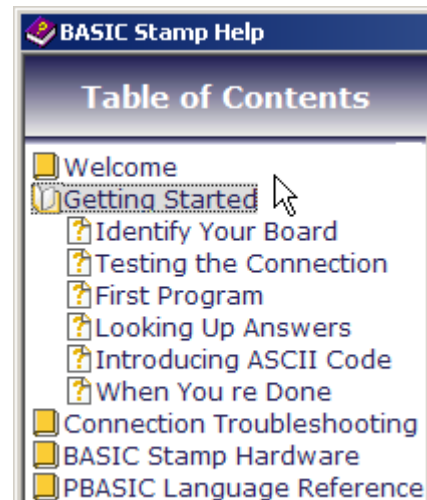 BASIC Stamp Help
Table of Contents
Welcome
Getting Started
Identify Your Board
Testing the Connection
First Program
Looking Up Answers
Introducing ASCII Code
When You re Done
Connection Troubleshooting
BASIC Stamp Hardware
PBASIC Language Reference